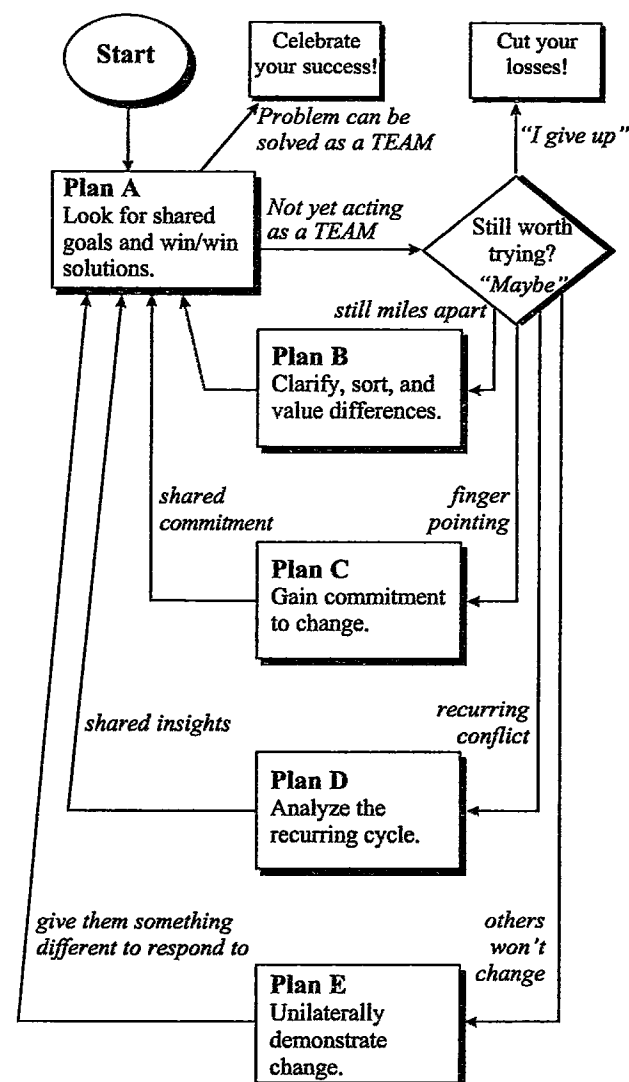 Start
Celebrate
your success!
Cut your
losses!
Problem can be
solved as a TEAM
“I give up”
Plan A
Look for shared
goals and win/win
solutions.
Not yet acting
as a TEAM
Still worth
trying?
“Maybe”
still miles apart
Plan B
Clarify, sort, and
value differences.
shared
commitment
finger
pointing
Plan C
Gain commitment
to change.
shared insights
recurring
conflict
Plan D
Analyze the
recurring cycle.
give them something
different to respond to
others
won't
change
Plan E
Unilaterally
demonstrate
change.